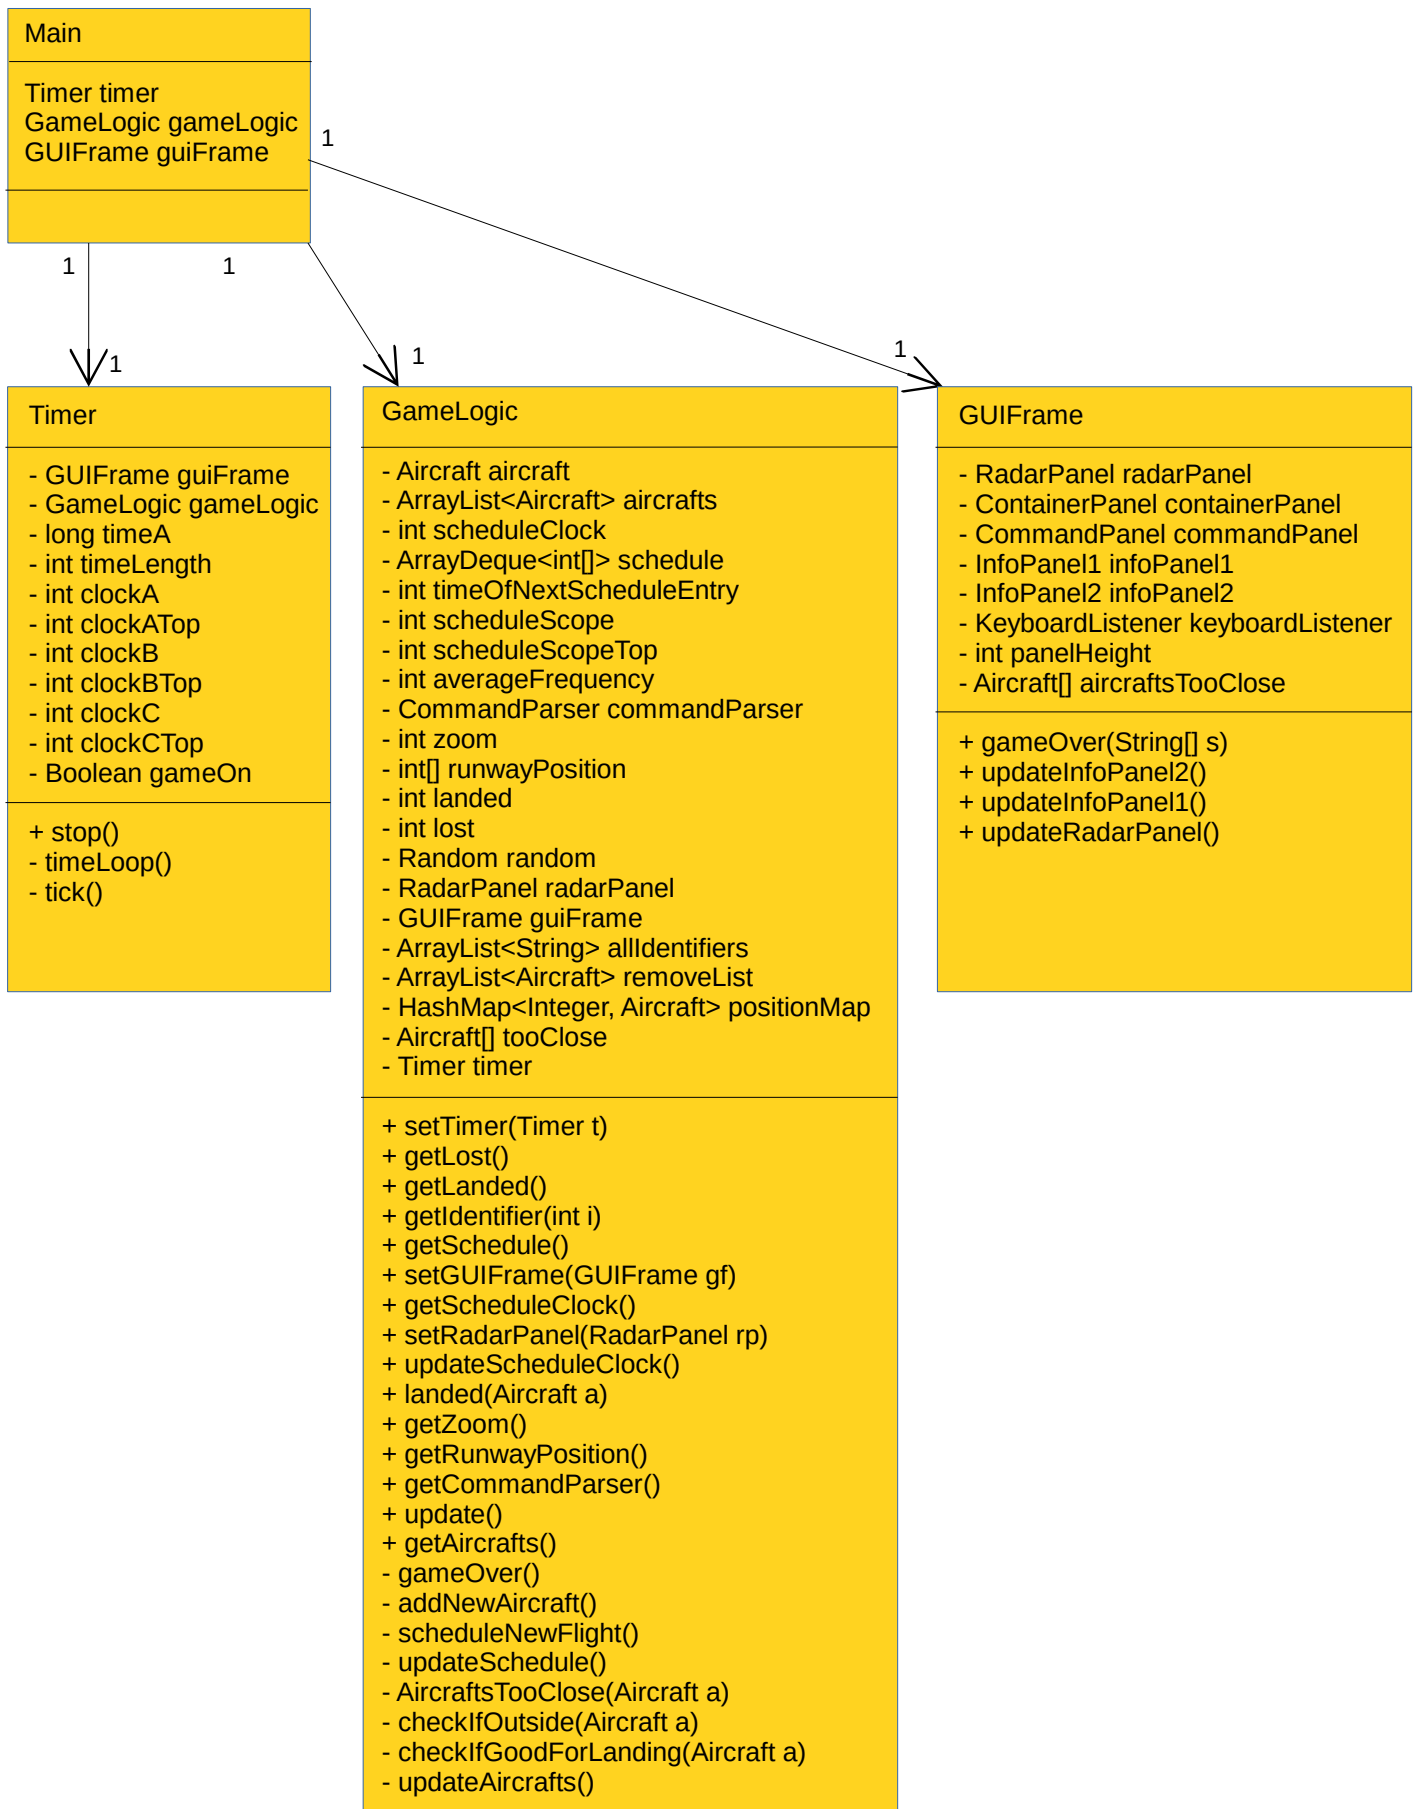 Main
Timer timer
GameLogic gameLogic
GUIFrame guiFrame
1
1
1
1
1
1
Timer
- GUIFrame guiFrame
- GameLogic gameLogic
- long timeA
- int timeLength
- int clockA
- int clockATop
- int clockB
- int clockBTop
- int clockC
- int clockCTop
- Boolean gameOn
+ stop()
- timeLoop()
- tick()
GameLogic
- Aircraft aircraft
- ArrayList<Aircraft> aircrafts
- int scheduleClock
- ArrayDeque<int[]> schedule
- int timeOfNextScheduleEntry
- int scheduleScope
- int scheduleScopeTop
- int averageFrequency
- CommandParser commandParser
- int zoom
- int[] runwayPosition
- int landed
- int lost
- Random random
- RadarPanel radarPanel
- GUIFrame guiFrame
- ArrayList<String> allIdentifiers
- ArrayList<Aircraft> removeList
- HashMap<Integer, Aircraft> positionMap
- Aircraft[] tooClose
- Timer timer
+ setTimer(Timer t)
+ getLost()
+ getLanded()
+ getIdentifier(int i)
+ getSchedule()
+ setGUIFrame(GUIFrame gf)
+ getScheduleClock()
+ setRadarPanel(RadarPanel rp)
+ updateScheduleClock()
+ landed(Aircraft a)
+ getZoom()
+ getRunwayPosition()
+ getCommandParser()
+ update()
+ getAircrafts()
- gameOver()
- addNewAircraft()
- scheduleNewFlight()
- updateSchedule()
- AircraftsTooClose(Aircraft a)
- checkIfOutside(Aircraft a)
- checkIfGoodForLanding(Aircraft a)
- updateAircrafts()
GUIFrame
- RadarPanel radarPanel
- ContainerPanel containerPanel
- CommandPanel commandPanel
- InfoPanel1 infoPanel1
- InfoPanel2 infoPanel2
- KeyboardListener keyboardListener
- int panelHeight
- Aircraft[] aircraftsTooClose
+ gameOver(String[] s)
+ updateInfoPanel2()
+ updateInfoPanel1()
+ updateRadarPanel()